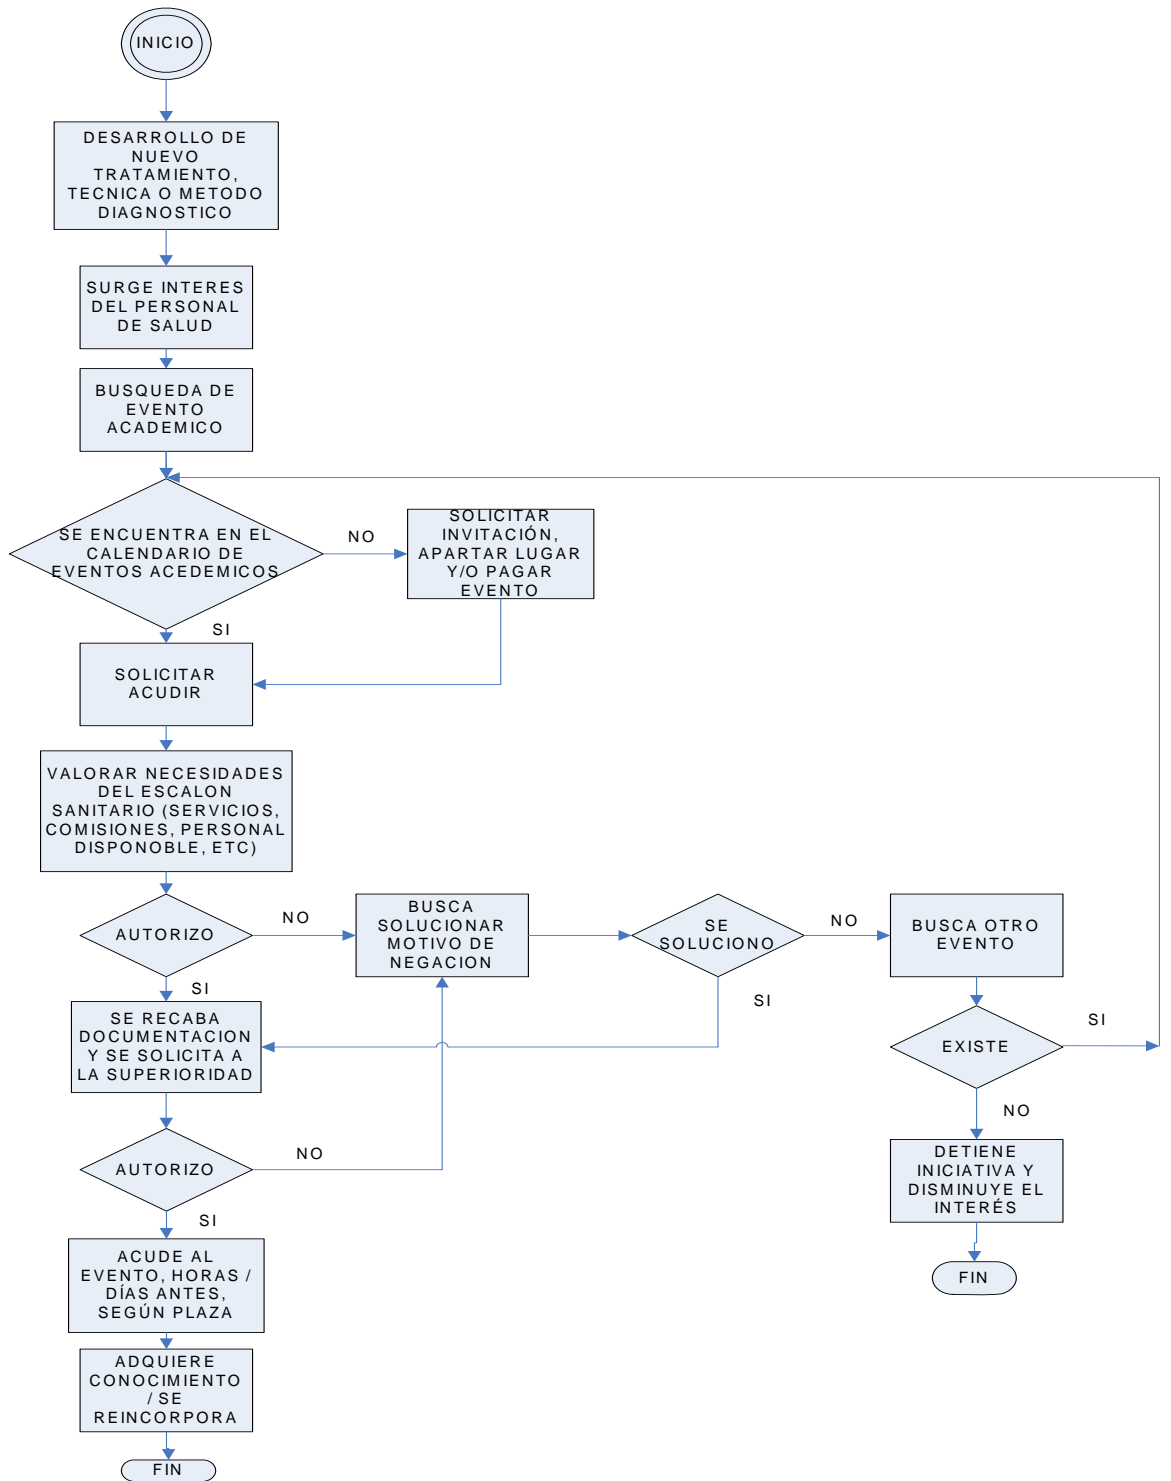 INICIO
DESARROLLO DE
NUEVO
TRATAMIENTO,
TECNICA O METODO
DIAGNOSTICO
SURGE INTERES
DEL PERSONAL
DE SALUD
BUSQUEDA DE
EVENTO
ACADEMICO
SE ENCUENTRA EN EL
CALENDARIO DE
EVENTOS ACEDEMICOS
NO
SOLICITAR
INVITACIÓN,
APARTAR LUGAR
Y/O PAGAR
EVENTO
SI
SOLICITAR
ACUDIR
VALORAR NECESIDADES
DEL ESCALON
SANITARIO (SERVICIOS,
COMISIONES, PERSONAL
DISPONOBLE, ETC)
AUTORIZO
NO
BUSCA
SOLUCIONAR
MOTIVO DE
NEGACION
SE
SOLUCIONO
NO
BUSCA OTRO
EVENTO
SI
SI
SE RECABA
DOCUMENTACION
Y SE SOLICITA A
LA SUPERIORIDAD
EXISTE
SI
NO
AUTORIZO
NO
DETIENE
INICIATIVA Y
DISMINUYE EL
INTERÉS
SI
ACUDE AL
EVENTO, HORAS /
DÍAS ANTES,
SEGÚN PLAZA
FIN
ADQUIERE
CONOCIMIENTO
/ SE
REINCORPORA
FIN